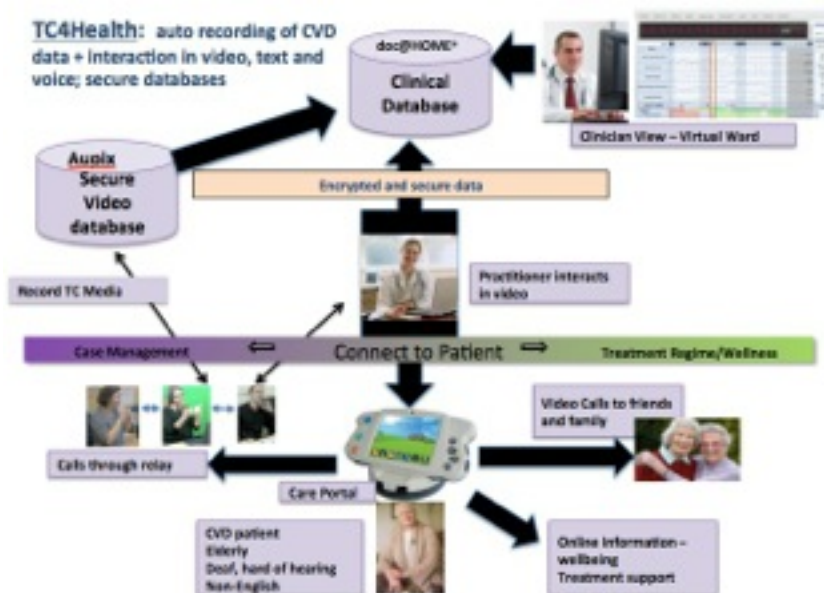 TC4Health: auto recording of CVD
data + interaction in video, text and
voice; secure databases
doc@HOME*
Clinical
Database
Clinician View – Virtual Ward
Aupix
Secure
Video
database
Encrypted and secure data
Practitioner interacts
in video
Record TC Media
Case Management
Connect to Patient
Treatment Regime/Wellness
Video Calls to friends
and family
Calls through relay
Care Portal
CVD patient
Elderly
Deaf, hard of hearing
Non-English
Online Information –
wellbeing
Treatment support